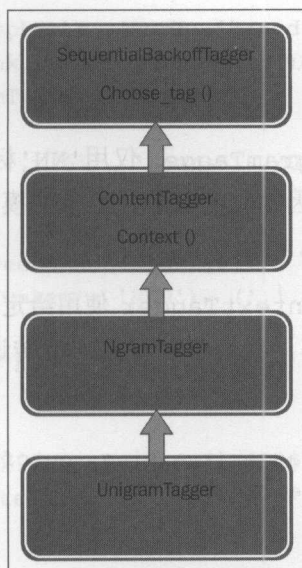 SequentialBackoffTagger
Choose_tag ()
ContentTagger
Context ()
NgramTagger
UnigramTagger